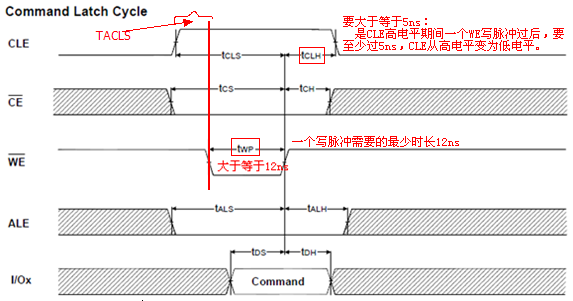 Command Latch Cycle
TACLS
要大于等于5ns:
是CLE高电平期间一个WE写脉冲过后,要
至少过5ns,CLE从高电平变为低电平。
CLE
tCLS
tCLH
CE
tCS
tCH
一个写脉冲需要的最少时长12ns
WE
tWP
大于等于12ns
ALE
tALS
tALH
tDS
tDH
I/Ox
Command